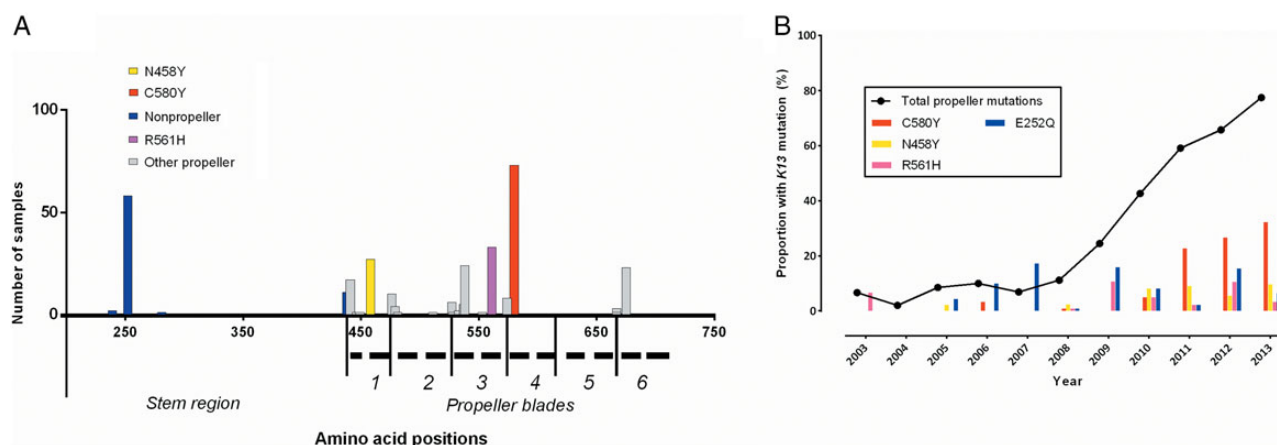 A
N458Y
C580Y
Nonpropeller
R561H
Other propeller
Number of samples
100
50
0
250
350
450
550
650
750
1 2 3 4 5 6
Stem region
Propeller blades
Amino acid positions
B
Proportion with K13 mutation (%)
100
80
60
40
20
0
Total propeller mutations
C580Y
E252Q
N458Y
R561H
2003
2004
2005
2006
2007
2008
2009
2010
2011
2012
2013
Year